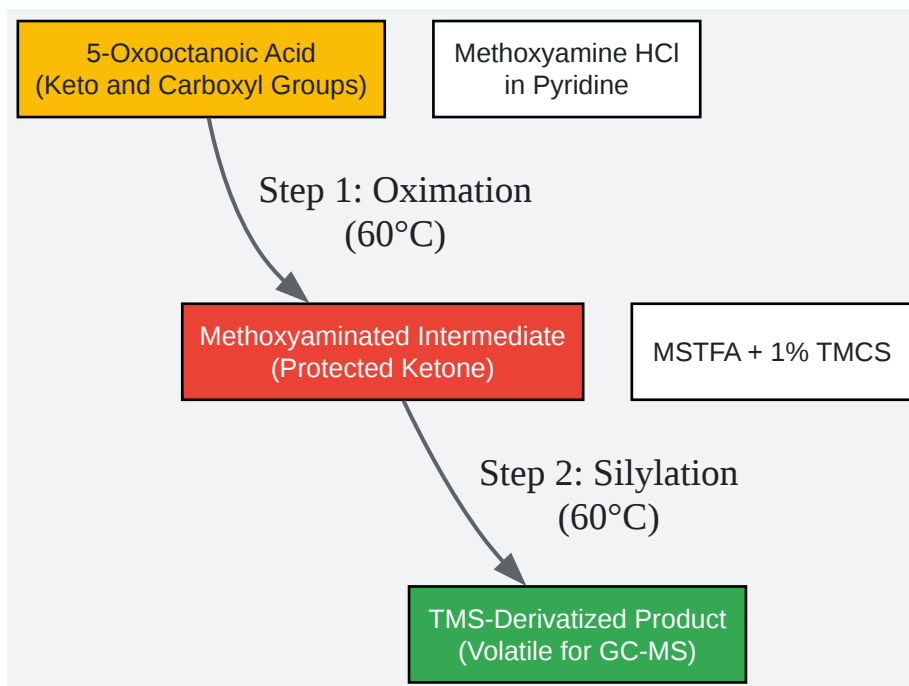 5-Oxooctanoic Acid
(Keto and Carboxyl Groups)
Methoxyamine HCl
in Pyridine
Step 1: Oximation
(60°C)
Methoxyaminated Intermediate
(Protected Ketone)
MSTFA + 1% TMCS
Step 2: Silylation
(60°C)
TMS-Derivatized Product
(Volatile for GC-MS)